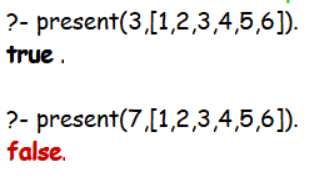 ?- present(3,[1,2,3,4,5,6]).
true .
?- present(7,[1,2,3,4,5,6]).
false.